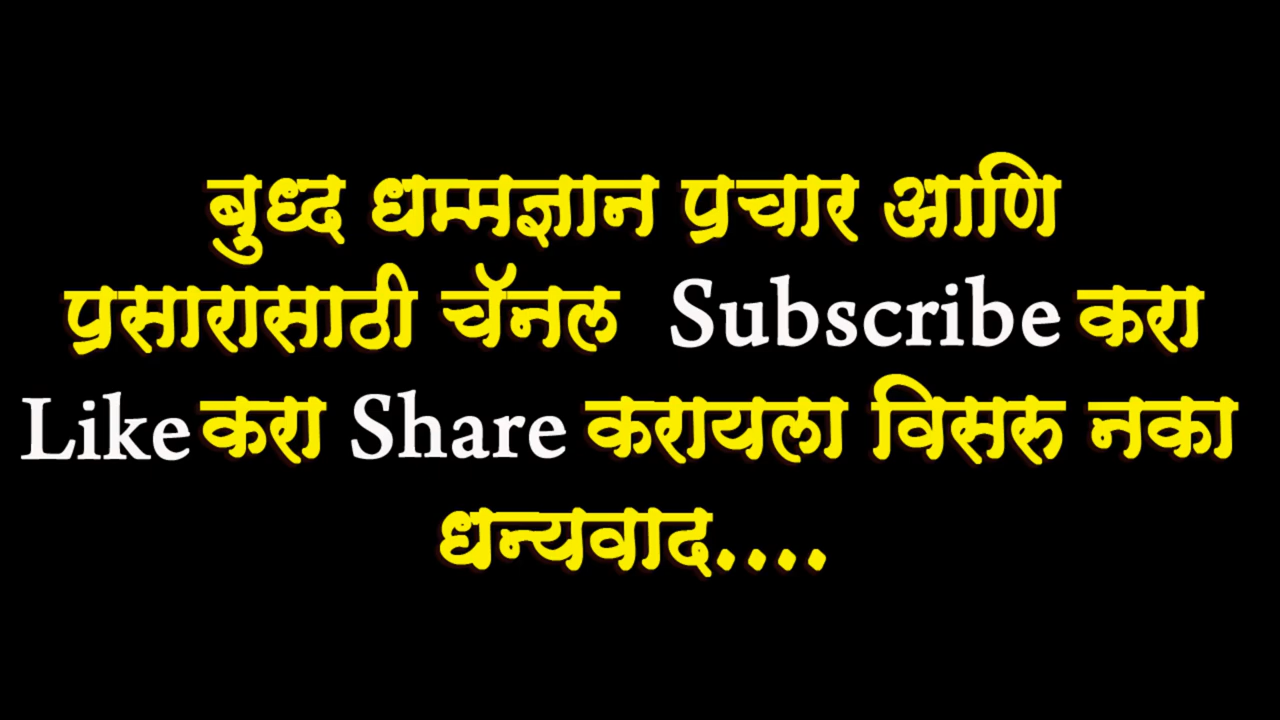 बुध्द धम्मज्ञान प्रचार आणि
प्रसारासाठी चॅनल Subscribe करा
Like करा Share करायला विसरु नका
धन्यवाद....